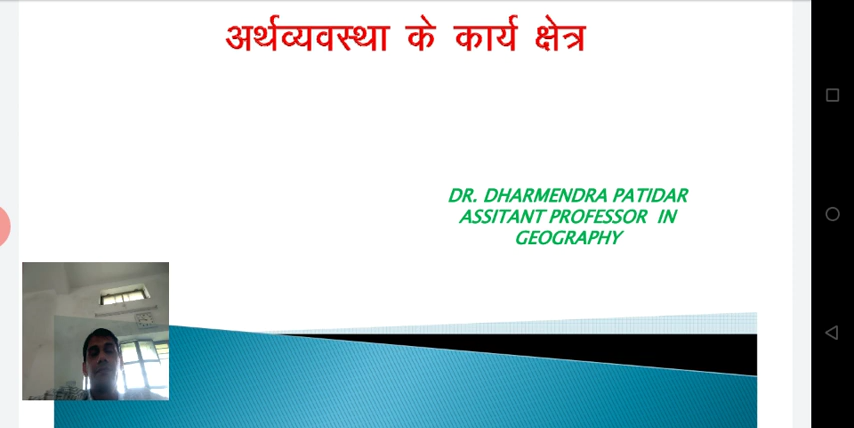 अर्थव्यवस्था के कार्य क्षेत्र
DR. DHARMENDRA PATIDAR
ASSITANT PROFESSOR IN
GEOGRAPHY